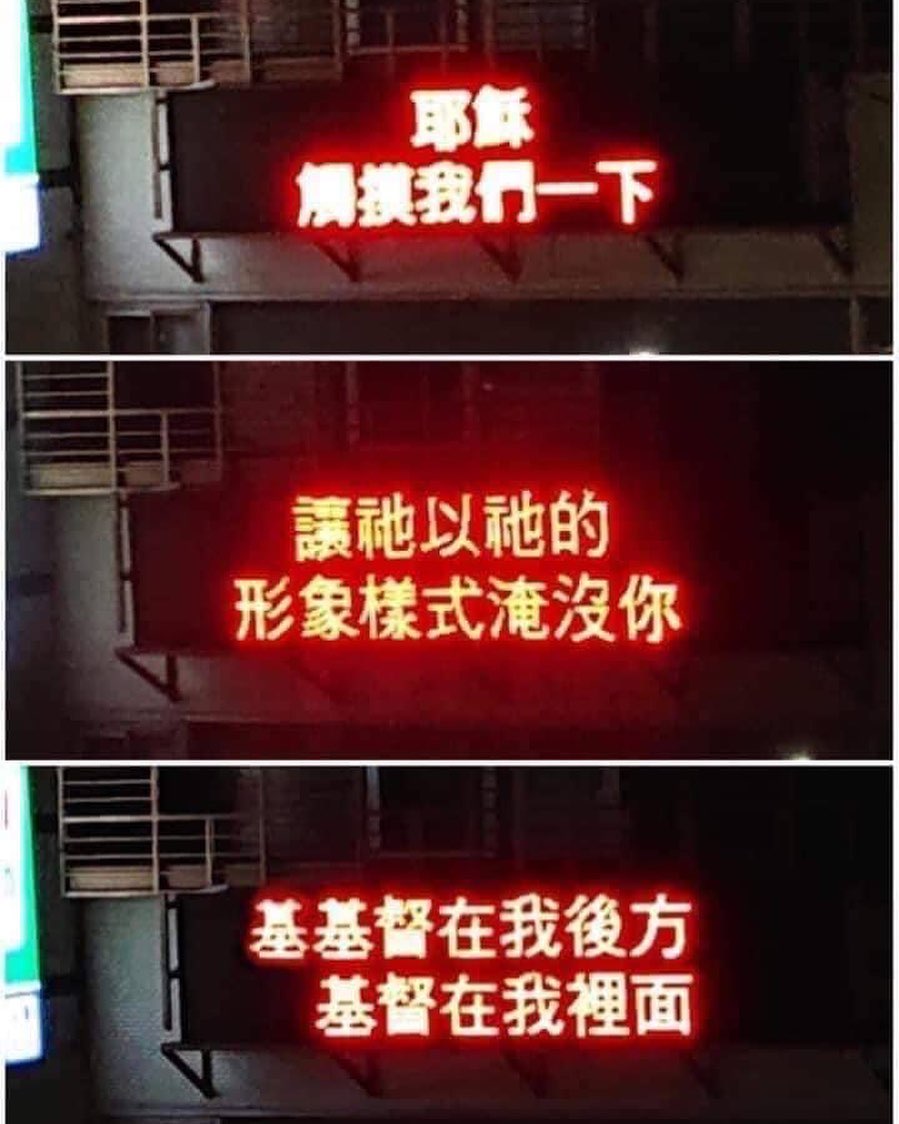 耶穌
觸摸我們一下
讓祂以祂的
形象樣式淹沒你
基基督在我後方
基督在我裡面